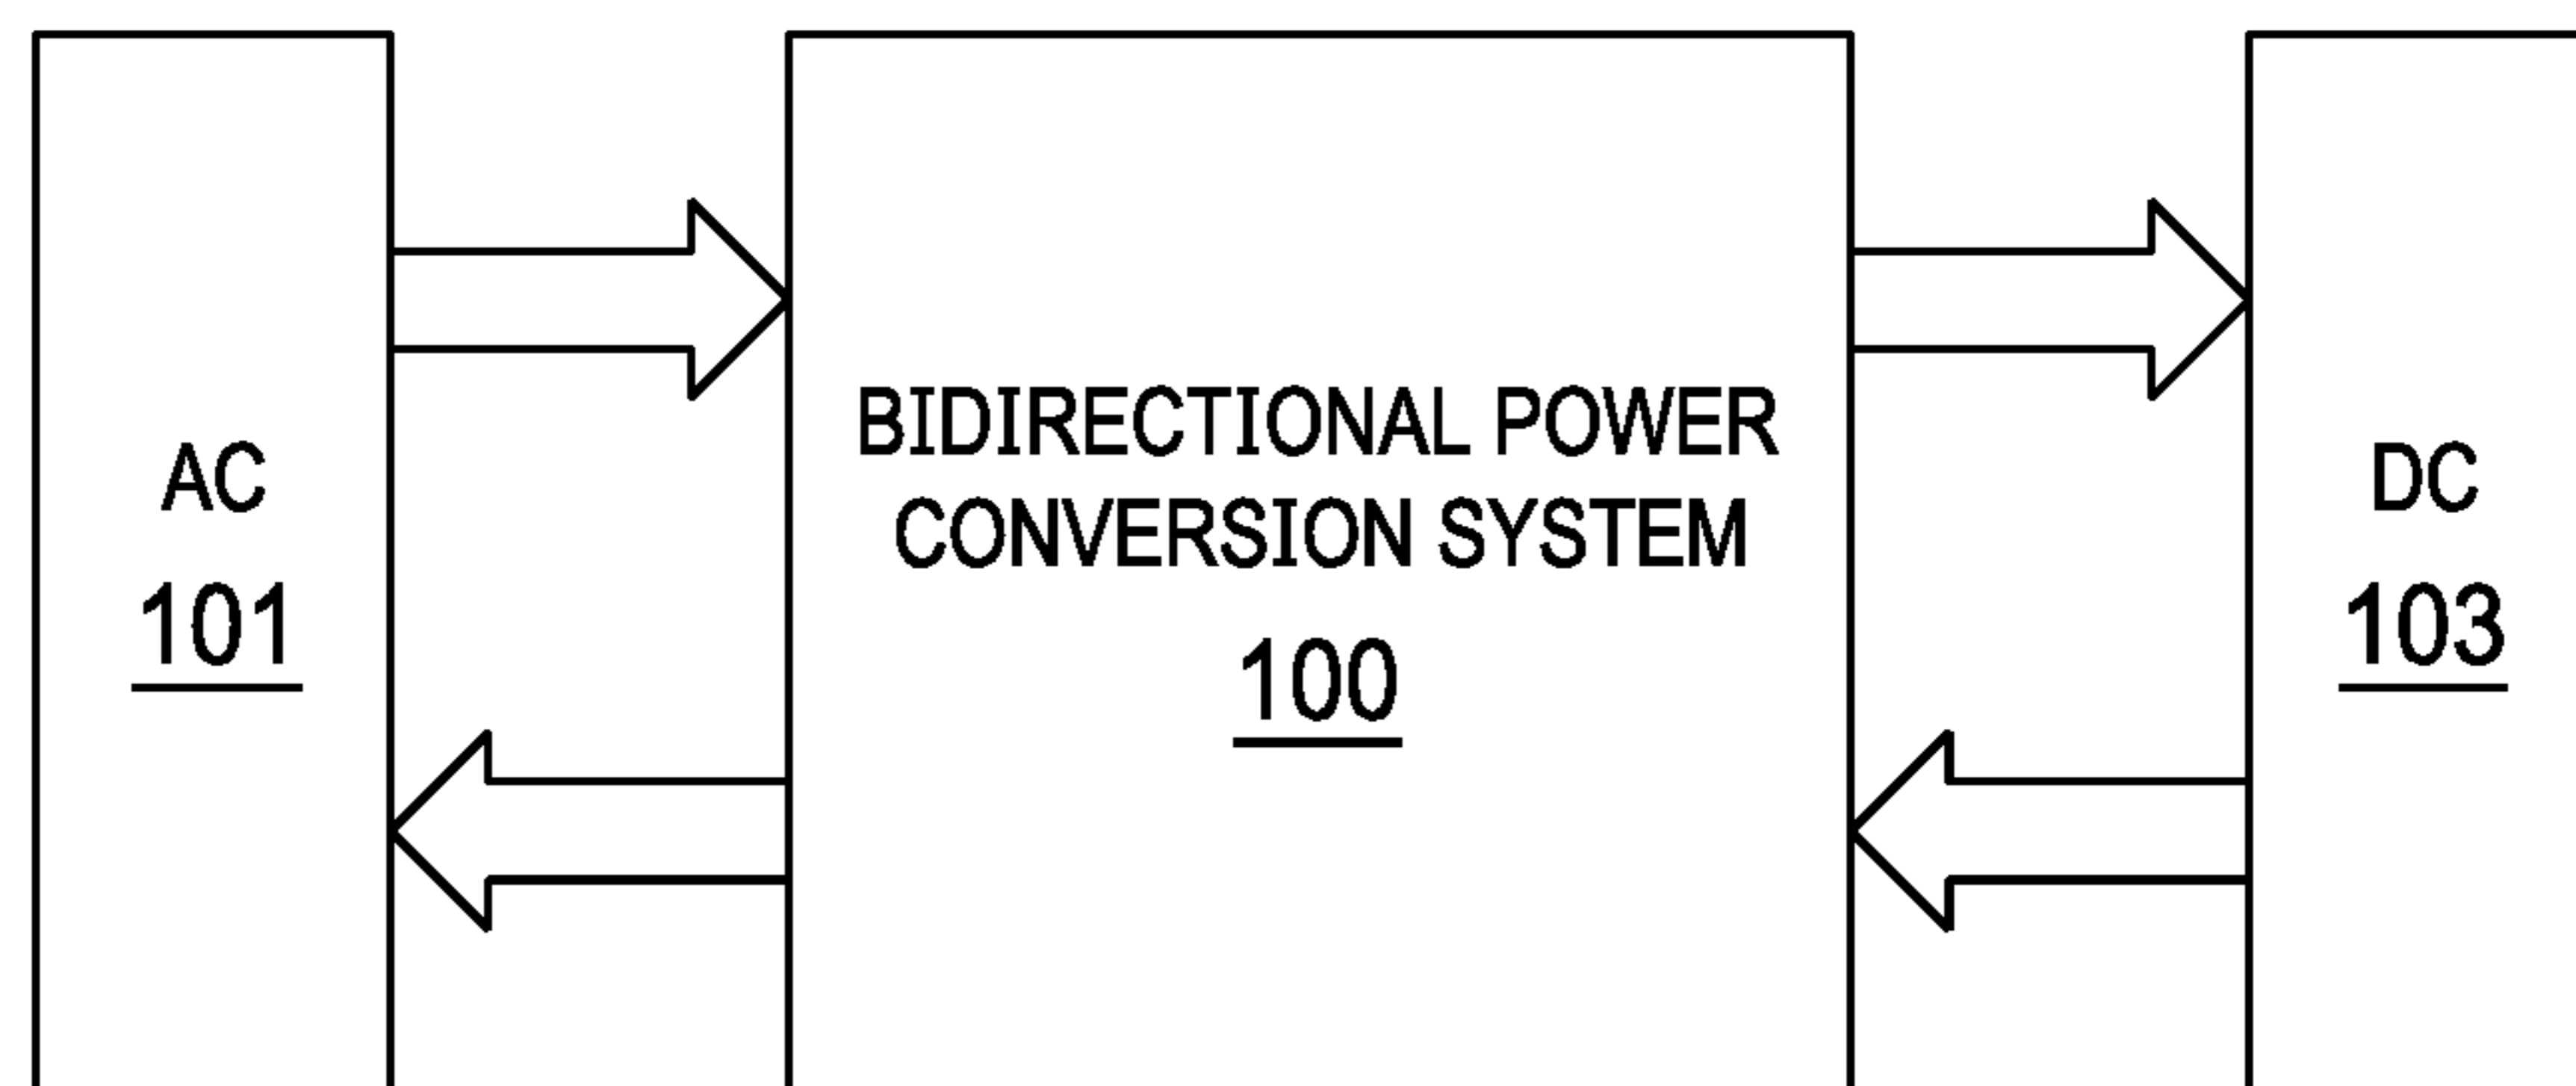 AC
101
BIDIRECTIONAL POWER
CONVERSION SYSTEM
100
DC
103